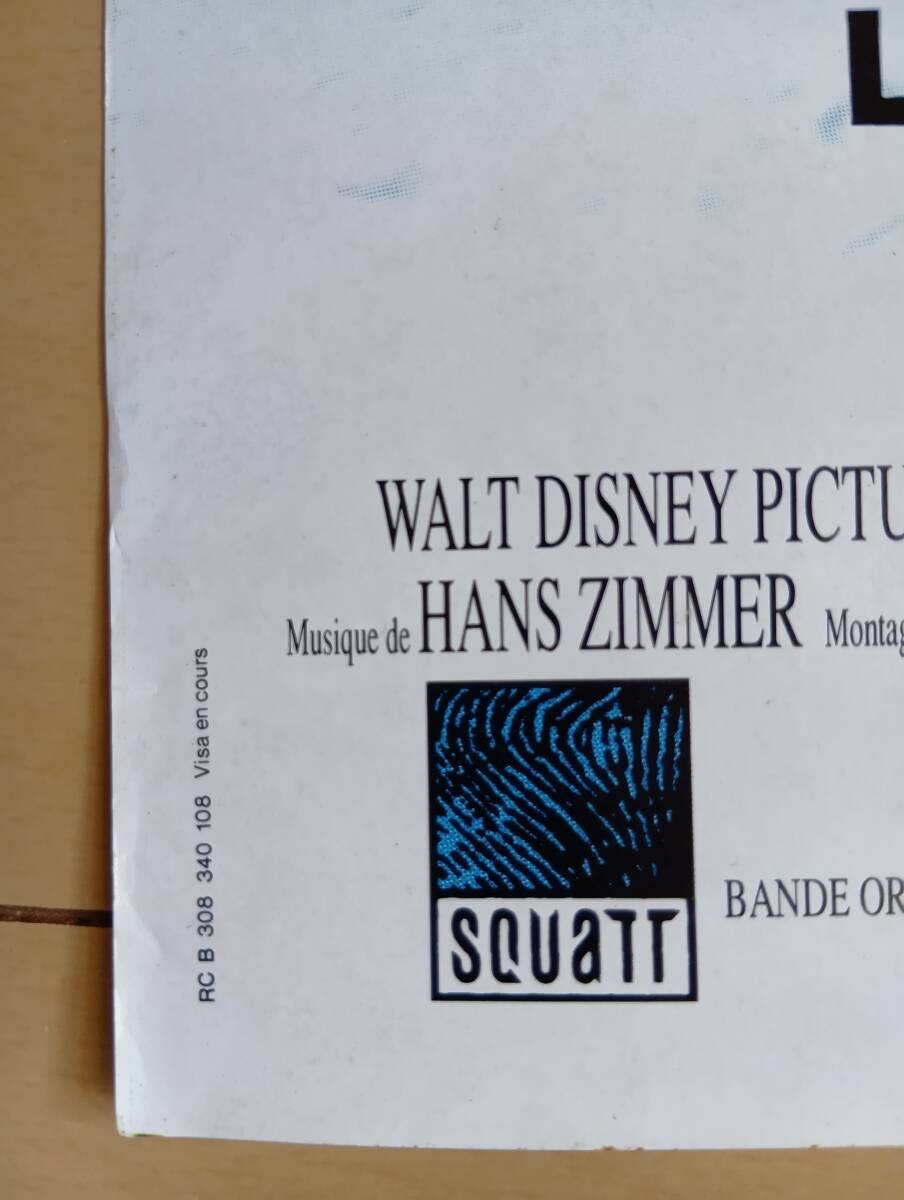 L
WALT DISNEY PICTU
Musique de HANS ZIMMER Montag
SQUATT
BANDE OR
RC B 308 340 108 Visa en cours